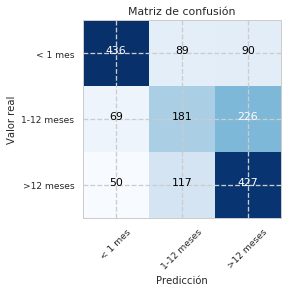 Matriz de confusión
Valor real
< 1 mes
436 89 90
1-12 meses
69 181 226
>12 meses
50 117 427
< 1 mes
1-12 meses
>12 meses
Predicción